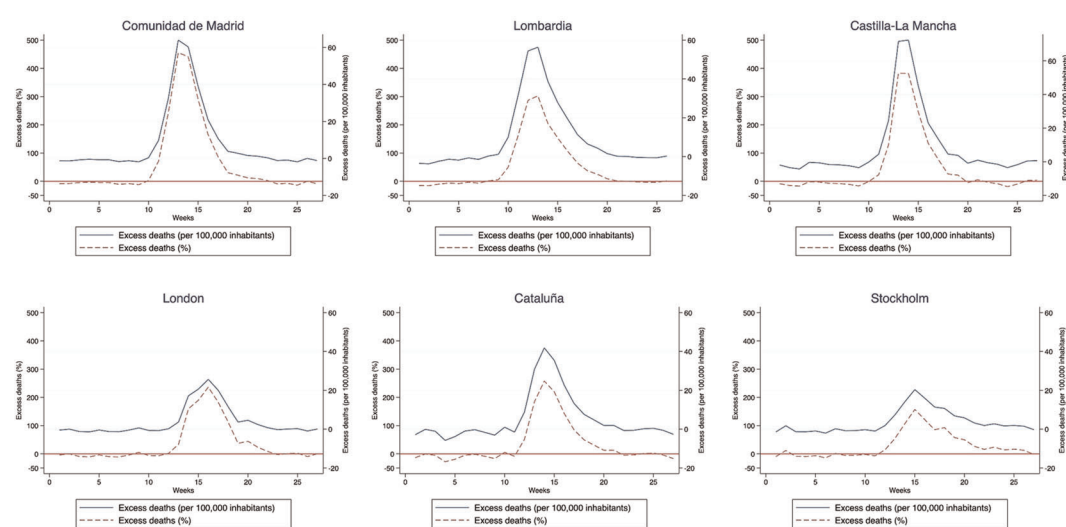 Comunidad de Madrid
500
400
300
200
100
0
-50
60
40
20
0
-20
Excess deaths (%)
Excess deaths (per 100,000 inhabitants)
0 5 10 15 20 25
Weeks
Excess deaths (per 100,000 inhabitants)
Excess deaths (%)
Lombardia
500
400
300
200
100
0
-50
60
40
20
0
-20
Excess deaths (%)
Excess deaths (per 100,000 inhabitants)
0 5 10 15 20 25
Weeks
Excess deaths (per 100,000 inhabitants)
Excess deaths (%)
Castilla-La Mancha
500
400
300
200
100
0
-50
60
40
20
0
-20
Excess deaths (%)
Excess deaths (per 100,000 inhabitants)
0 5 10 15 20 25
Weeks
Excess deaths (per 100,000 inhabitants)
Excess deaths (%)
London
500
400
300
200
100
0
-50
60
40
20
0
-20
Excess deaths (%)
Excess deaths (per 100,000 inhabitants)
0 5 10 15 20 25
Weeks
Excess deaths (per 100,000 inhabitants)
Excess deaths (%)
Cataluña
500
400
300
200
100
0
-50
60
40
20
0
-20
Excess deaths (%)
Excess deaths (per 100,000 inhabitants)
0 5 10 15 20 25
Weeks
Excess deaths (per 100,000 inhabitants)
Excess deaths (%)
Stockholm
500
400
300
200
100
0
-50
60
40
20
0
-20
Excess deaths (%)
Excess deaths (per 100,000 inhabitants)
0 5 10 15 20 25
Weeks
Excess deaths (per 100,000 inhabitants)
Excess deaths (%)